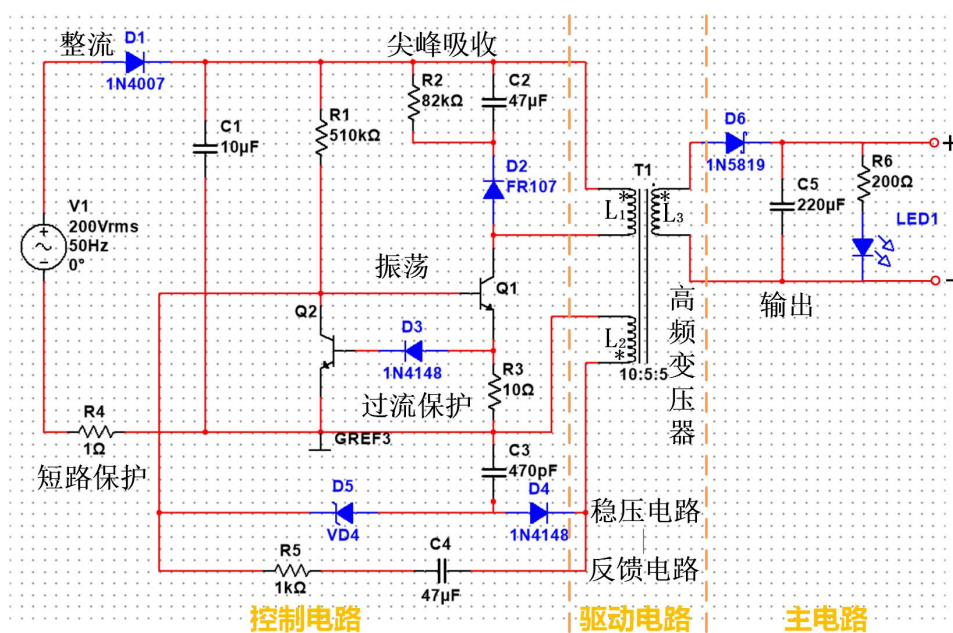 整流
D1
1N4007
尖峰吸收
R2
82kΩ
C2
47μF
R1
510kΩ
C1
10μF
D2
FR107
V1
200Vrms
50Hz
0°
振荡
Q1
Q2
D3
1N4148
R3
10Ω
过流保护
R4
1Ω
短路保护
GREF3
C3
470pF
D5
VD4
D4
1N4148
R5
1kΩ
C4
47μF
稳压电路
反馈电路
T1
*
*
L1
L3
L2
*
10:5:5
高频变压器
D6
1N5819
C5
220μF
R6
200Ω
LED1
+
-
输出
控制电路
驱动电路
主电路